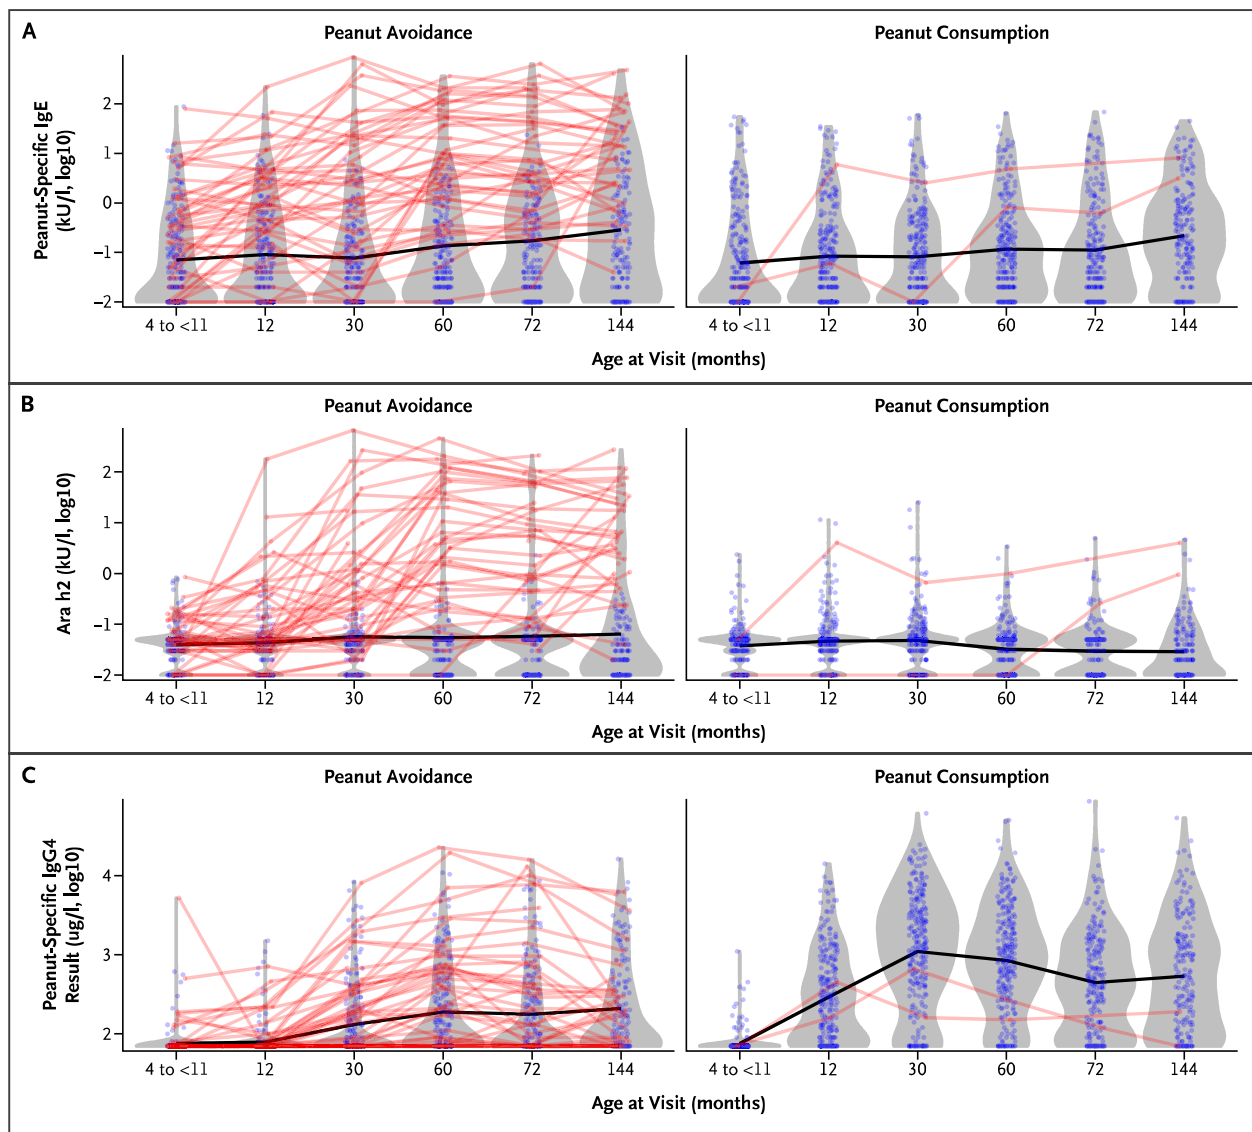 A
Peanut Avoidance
Peanut Consumption
Peanut-Specific IgE
(kU/l, log10)
2
1
0
−1
−2
4 to <11 12 30 60 72 144
4 to <11 12 30 60 72 144
Age at Visit (months)
B
Peanut Avoidance
Peanut Consumption
Ara h2 (kU/l, log10)
2
1
0
−1
−2
4 to <11 12 30 60 72 144
4 to <11 12 30 60 72 144
Age at Visit (months)
C
Peanut Avoidance
Peanut Consumption
Peanut-Specific IgG4
Result (ug/l, log10)
4
3
2
4 to <11 12 30 60 72 144
4 to <11 12 30 60 72 144
Age at Visit (months)